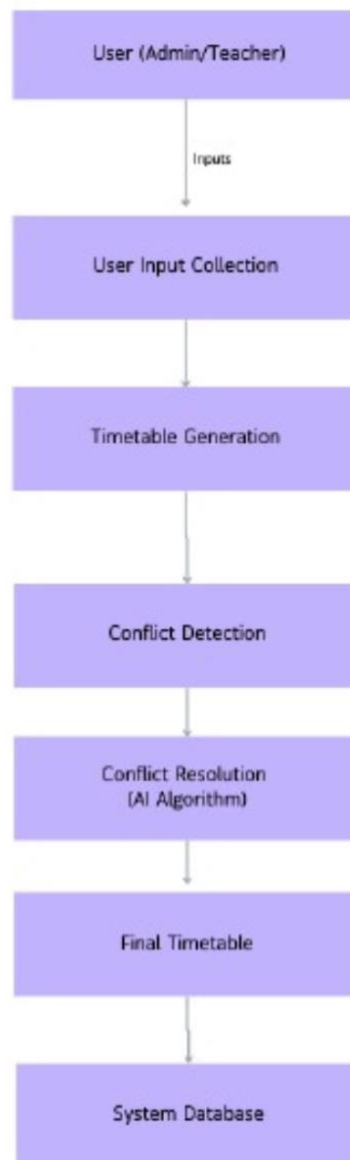 User (Admin/Teacher)
Inputs
User Input Collection
Timetable Generation
Conflict Detection
Conflict Resolution
(AI Algorithm)
Final Timetable
System Database